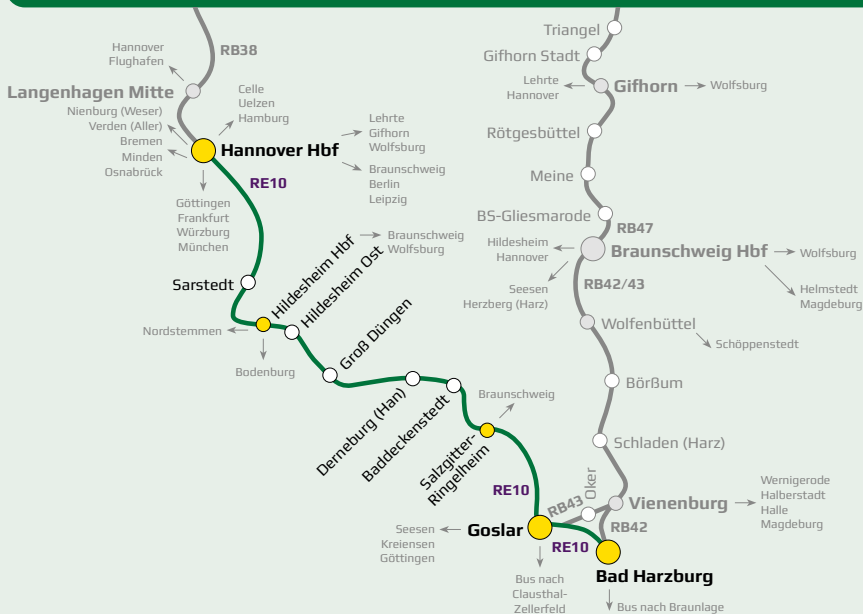 Hannover
Flughafen
RB38
Langenhagen Mitte
Nienburg (Weser)
Verden (Aller)
Bremen
Minden
Osnabrück
Celle
Uelzen
Hamburg
Hannover Hbf
Lehrte
Gifhorn
Wolfsburg
Braunschweig
Berlin
Leipzig
RE10
Göttingen
Frankfurt
Würzburg
München
Sarstedt
Hildesheim Hbf
Braunschweig
Wolfsburg
Hildesheim Ost
Nordstemmen
Bodenburg
Groß Düngen
Derneburg (Han)
Baddeckenstedt
Braunschweig
Salzgitter-
Ringelheim
RE10
Seesen
Kreiensen
Göttingen
Goslar
Bus nach
Clausthal-
Zellerfeld
RE10
Bad Harzburg
Bus nach Braunlage
Triangel
Gifhorn Stadt
Lehrte
Hannover
Gifhorn
Wolfsburg
Rötgesbüttel
Meine
BS-Gliesmarode
RB47
Hildesheim
Hannover
Braunschweig Hbf
Wolfsburg
Seesen
Herzberg (Harz)
RB42/43
Helmstedt
Magdeburg
Wolfenbüttel
Schöppenstedt
Börßum
Schladen (Harz)
Oker
RB43
Vienenburg
Wernigerode
Halberstadt
Halle
Magdeburg
RB42